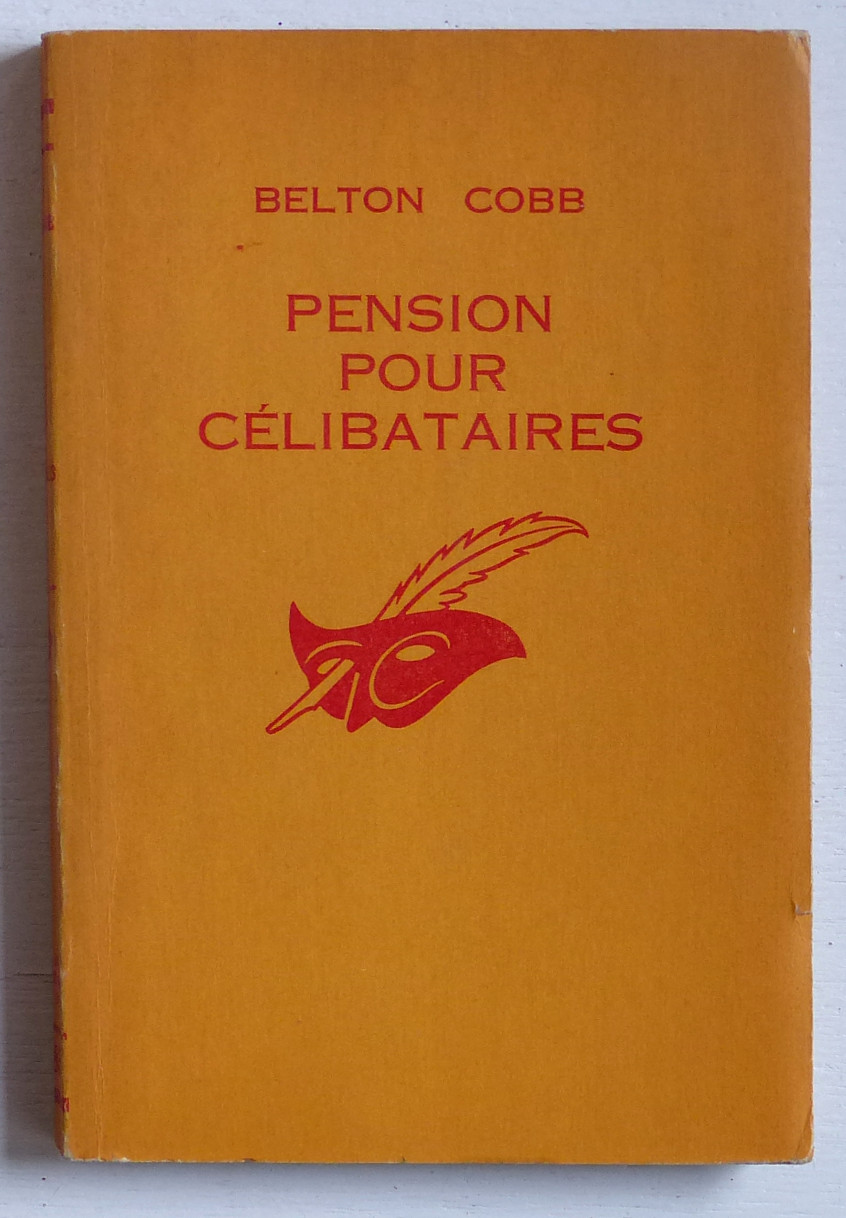 BELTON COBB
PENSION
POUR
CÉLIBATAIRES